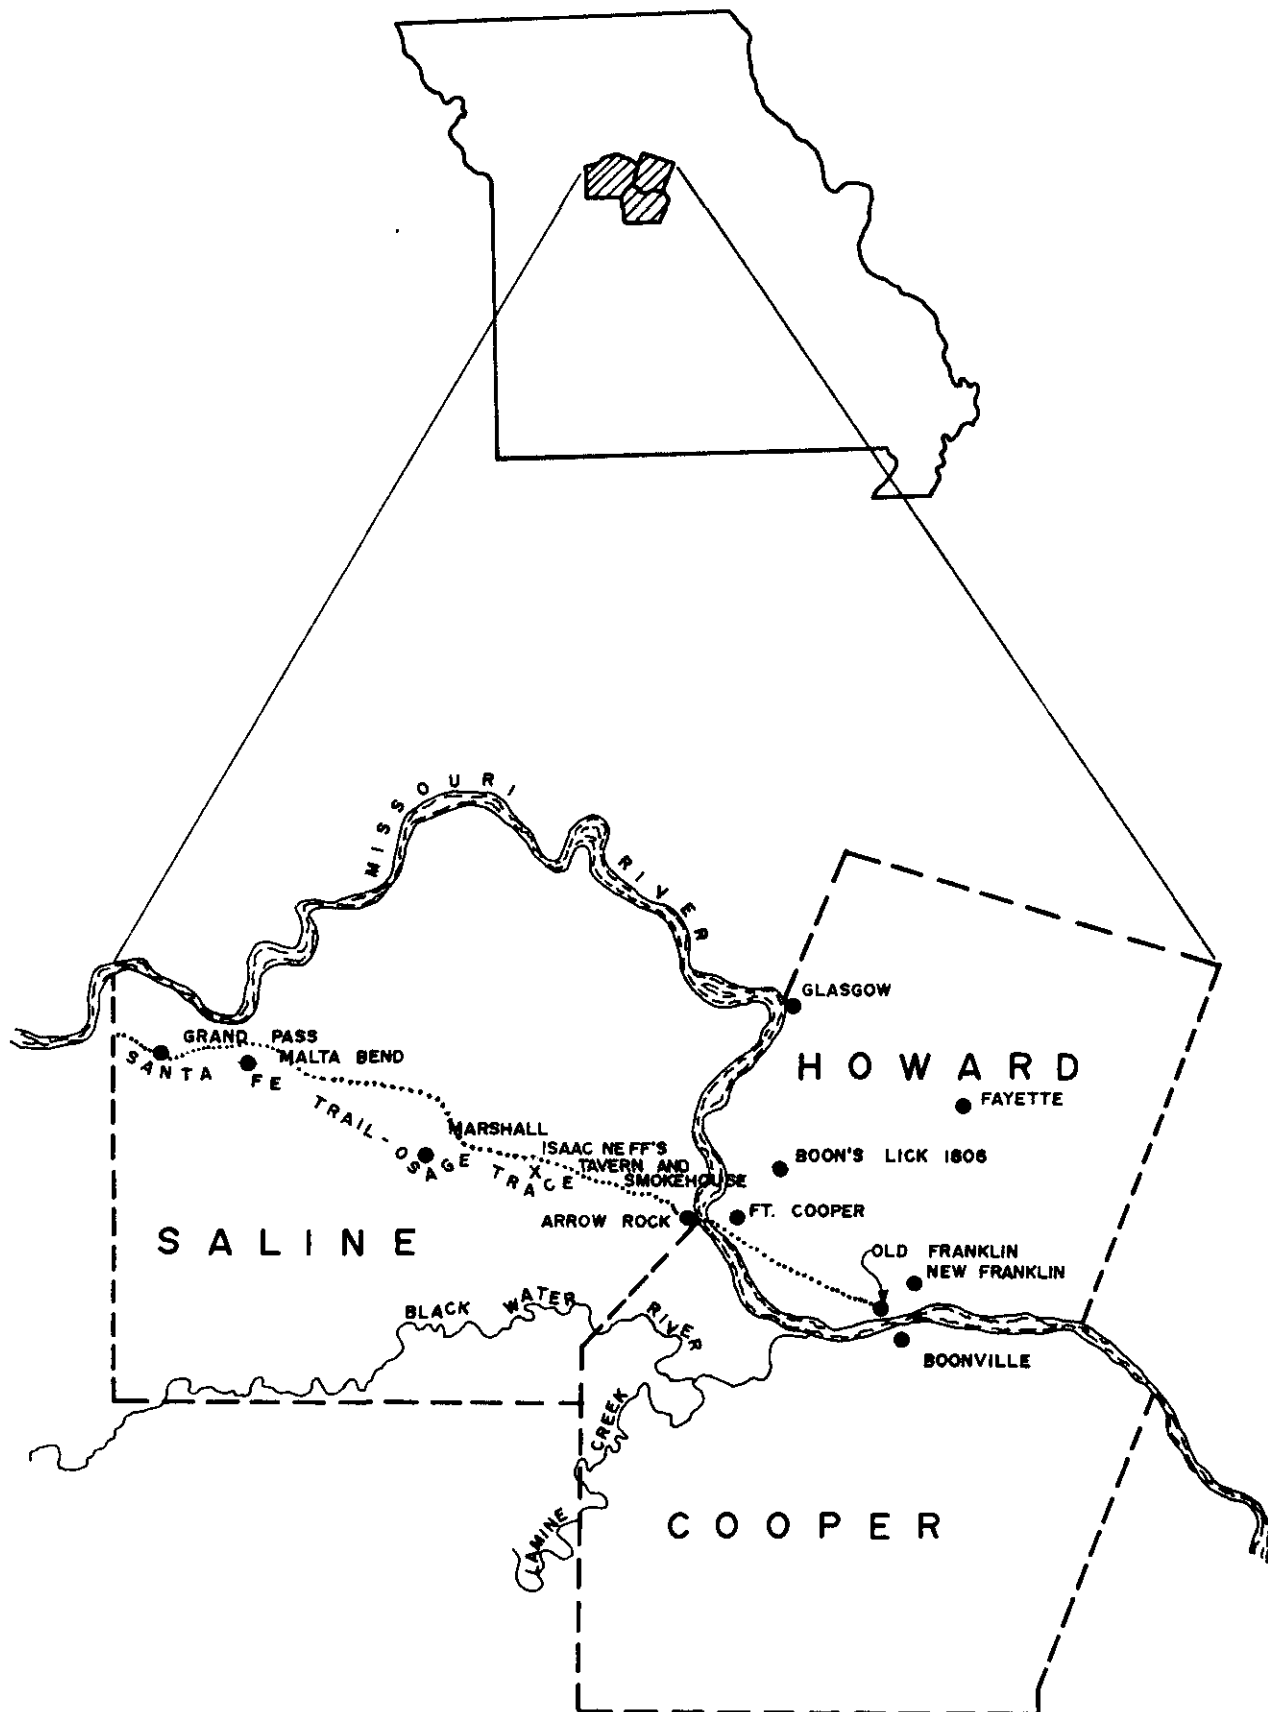 MISSOURI
RIVER
GLASGOW
GRAND PASS
MALTA BEND
SANTA FE TRAIL-OSAGE TRACE
HOWARD
FAYETTE
MARSHALL
ISAAC NEFF'S
TAVERN AND
SMOKEHOUSE
X
BOON'S LICK 1806
ARROW ROCK
FT. COOPER
SALINE
OLD FRANKLIN
NEW FRANKLIN
BLACK WATER RIVER
BOONVILLE
LAMINE CREEK
COOPER